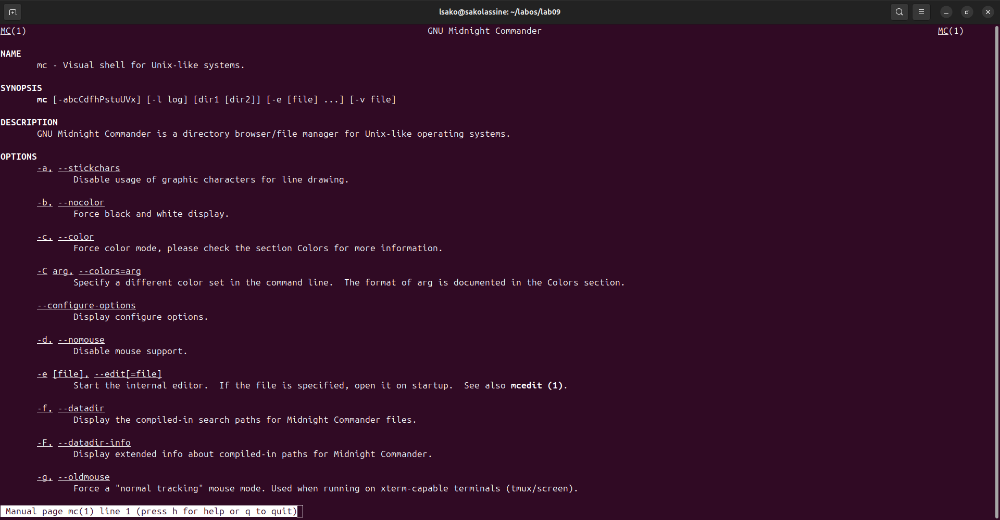 lsako@sakolassine: ~/labos/lab09
MC(1) GNU Midnight Commander MC(1)
NAME
mc - Visual shell for Unix-like systems.
SYNOPSIS
mc [-abcCdfhPstuUVx] [-l log] [dir1 [dir2]] [-e [file] ...] [-v file]
DESCRIPTION
GNU Midnight Commander is a directory browser/file manager for Unix-like operating systems.
OPTIONS
-a, --stickchars
Disable usage of graphic characters for line drawing.
-b, --nocolor
Force black and white display.
-c, --color
Force color mode, please check the section Colors for more information.
-C arg, --colors=arg
Specify a different color set in the command line.  The format of arg is documented in the Colors section.
--configure-options
Display configure options.
-d, --nomouse
Disable mouse support.
-e [file], --edit[=file]
Start the internal editor.  If the file is specified, open it on startup.  See also mcedit (1).
-f, --datadir
Display the compiled-in search paths for Midnight Commander files.
-F, --datadir-info
Display extended info about compiled-in paths for Midnight Commander.
-g, --oldmouse
Force a "normal tracking" mouse mode. Used when running on xterm-capable terminals (tmux/screen).
Manual page mc(1) line 1 (press h for help or q to quit)